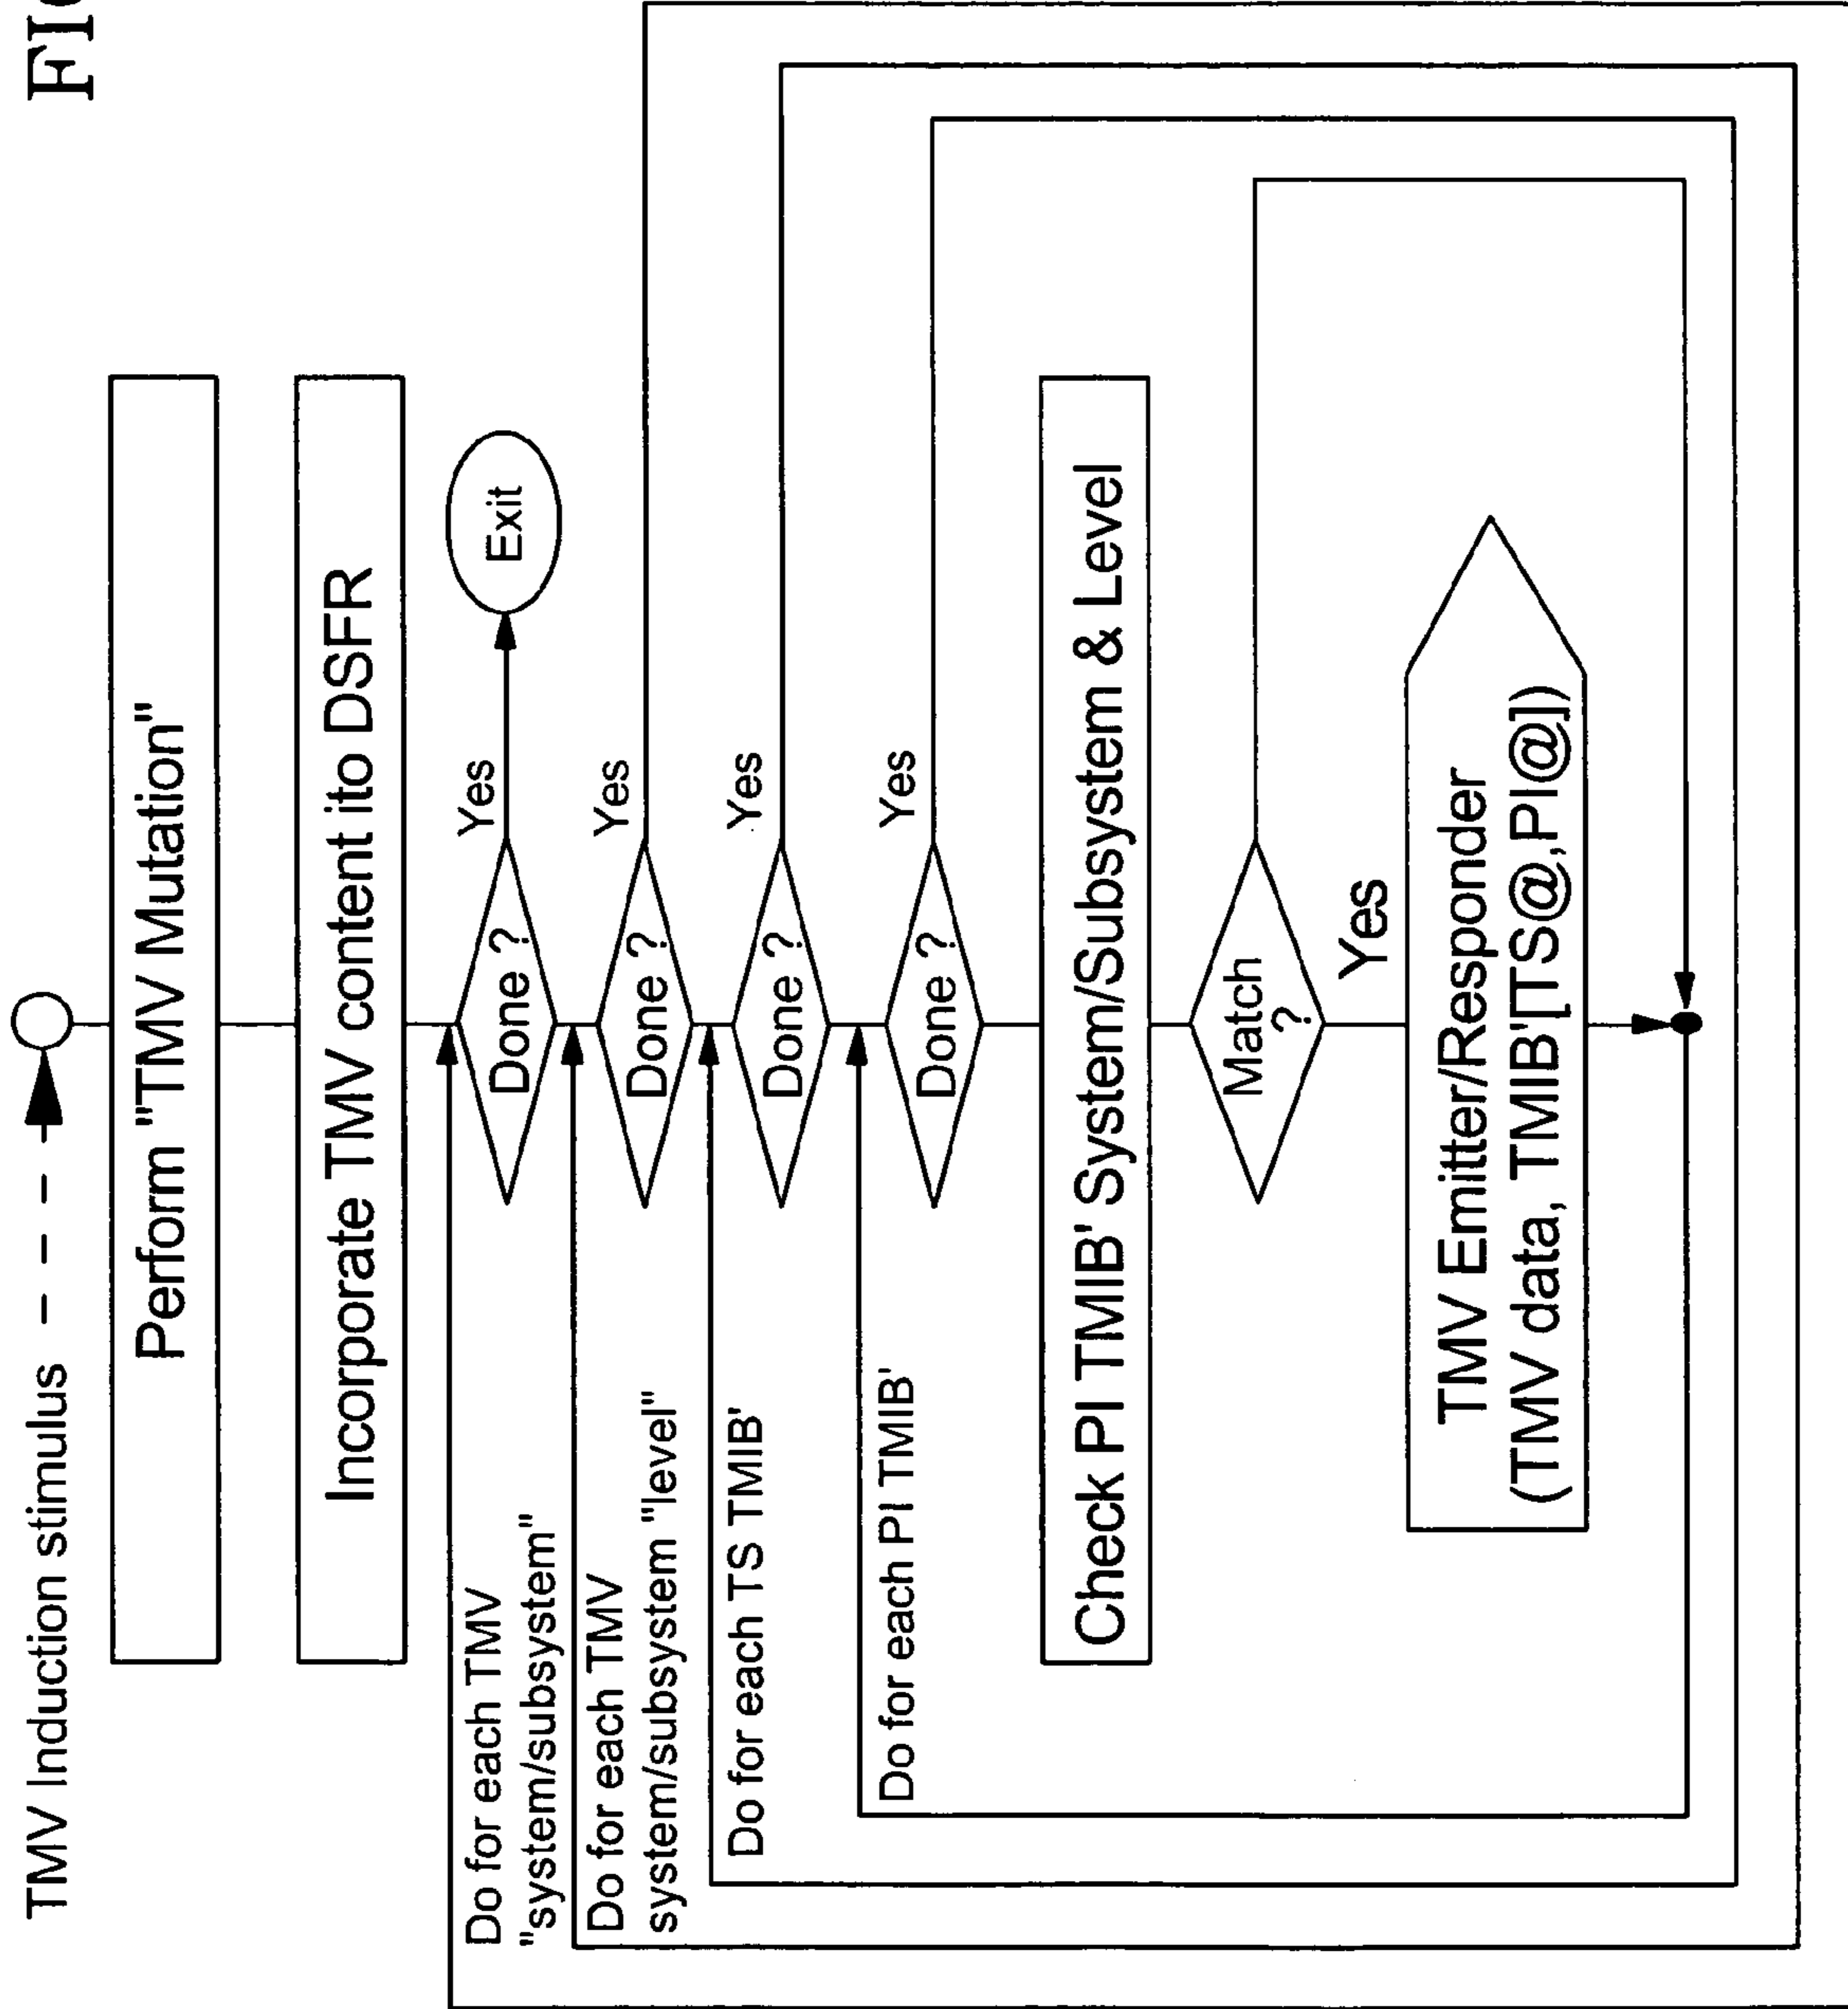 FIG
TMV Induction stimulus
Perform "TMV Mutation"
Incorporate TMV content ito DSFR
Do for each TMV
"system/subsystem"
Done ?
Yes
Exit
Do for each TMV
system/subsystem "level"
Done ?
Yes
Do for each TS TMIB'
Done ?
Yes
Do for each PI TMIB'
Done ?
Yes
Check PI TMIB' System/Subsystem & Level
Match
?
Yes
TMV Emitter/Responder
(TMV data, TMIB'[TS@,PI@])